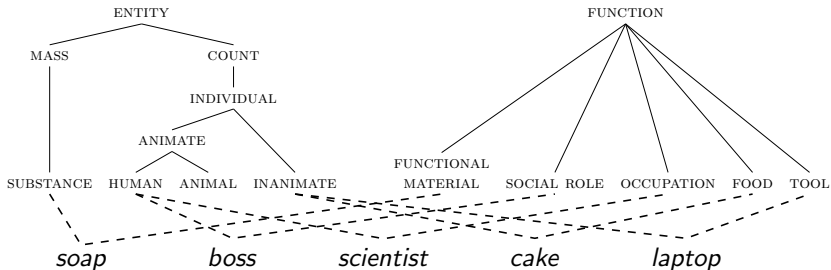 ENTITY FUNCTION
MASS COUNT
INDIVIDUAL
ANIMATE
FUNCTIONAL
SUBSTANCE HUMAN ANIMAL INANIMATE MATERIAL SOCIAL ROLE OCCUPATION FOOD TOOL
soap boss scientist cake laptop